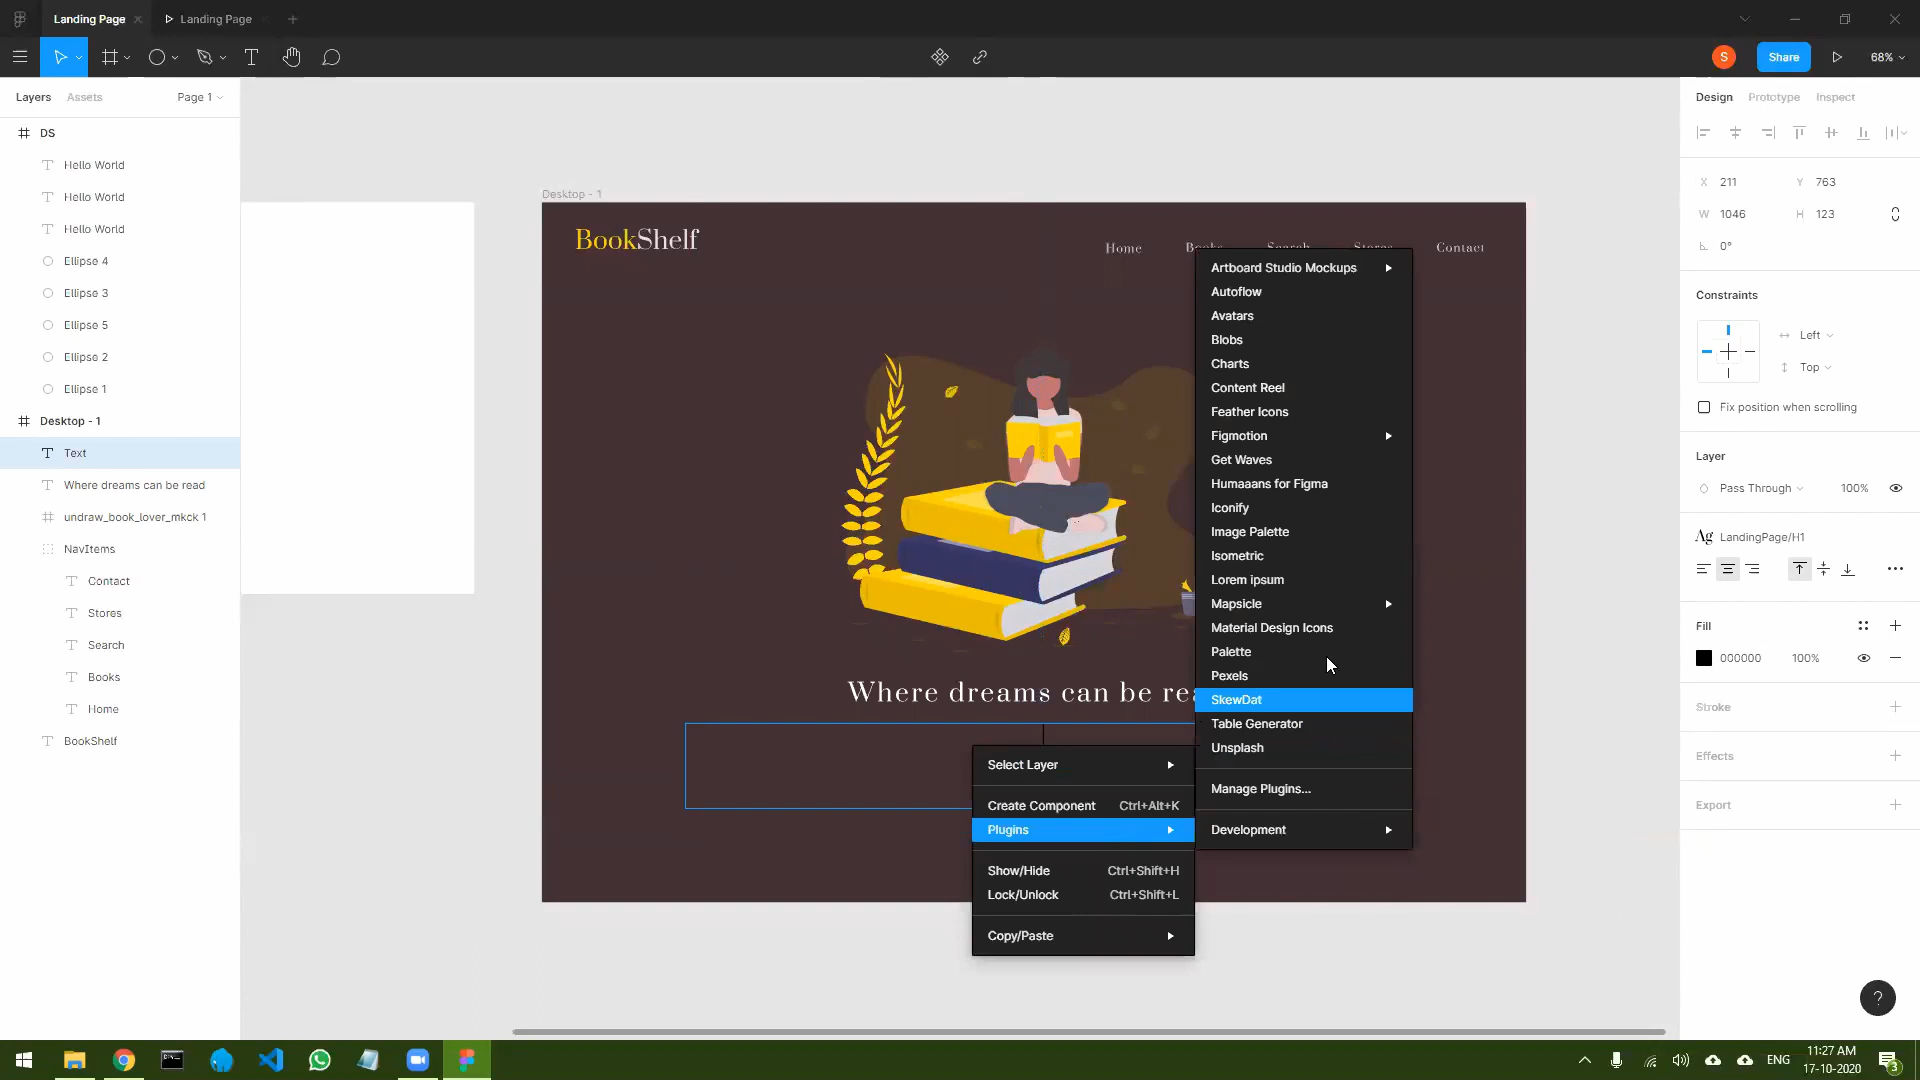 Landing Page
Landing Page
Share
68%
S
Layers
Assets
Page 1
DS
Hello World
Hello World
Hello World
Ellipse 4
Ellipse 3
Ellipse 5
Ellipse 2
Ellipse 1
Desktop - 1
Text
Where dreams can be read
undraw_book_lover_mkck 1
NavItems
Contact
Stores
Search
Books
Home
BookShelf
Desktop - 1
BookShelf
Home
Books
Search
Stores
Contact
Where dreams can be rea
Select Layer
Create Component Ctrl+Alt+K
Plugins
Show/Hide Ctrl+Shift+H
Lock/Unlock Ctrl+Shift+L
Copy/Paste
Artboard Studio Mockups
Autoflow
Avatars
Blobs
Charts
Content Reel
Feather Icons
Figmotion
Get Waves
Humaaans for Figma
Iconify
Image Palette
Isometric
Lorem ipsum
Mapsicle
Material Design Icons
Palette
Pexels
SkewDat
Table Generator
Unsplash
Manage Plugins...
Development
Design
Prototype
Inspect
X 211 Y 763
W 1046 H 123
0°
Constraints
Left
Top
Fix position when scrolling
Layer
Pass Through 100%
Ag LandingPage/H1
Fill
000000 100%
Stroke
Effects
Export
?
ENG
11:27 AM
17-10-2020
3